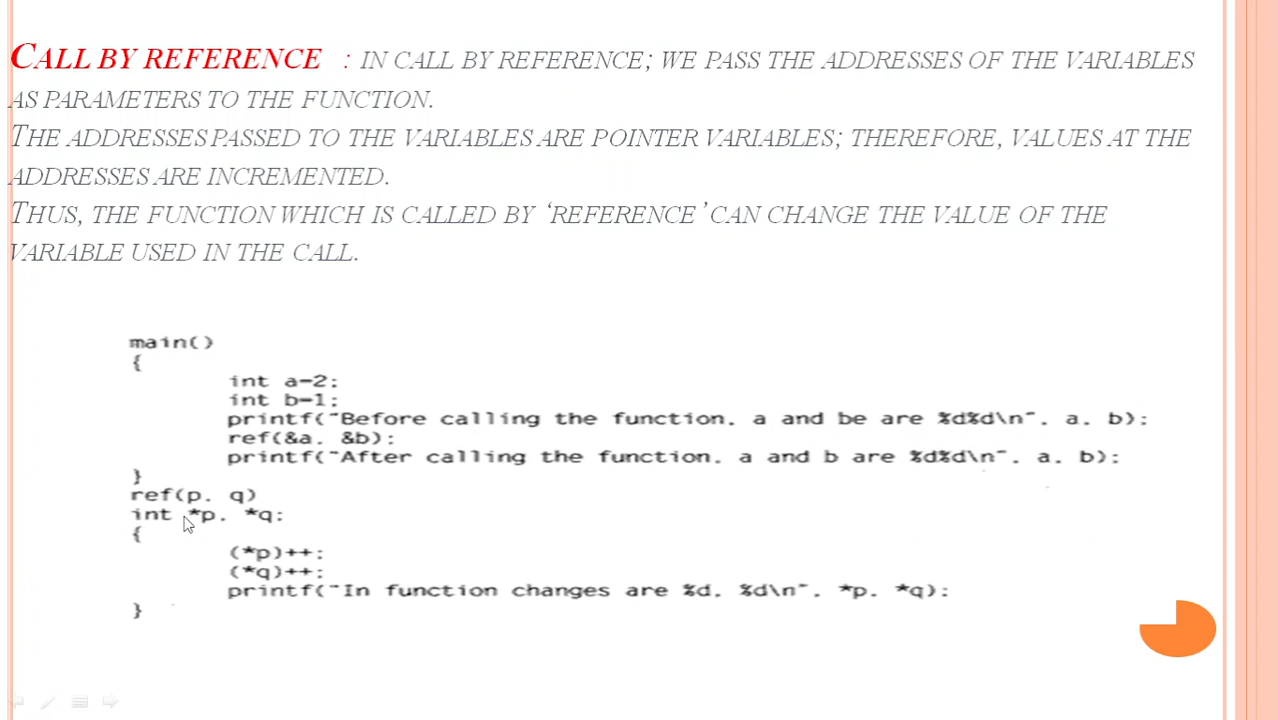 CALL BY REFERENCE : IN CALL BY REFERENCE; WE PASS THE ADDRESSES OF THE VARIABLES
AS PARAMETERS TO THE FUNCTION.
THE ADDRESSES PASSED TO THE VARIABLES ARE POINTER VARIABLES; THEREFORE, VALUES AT THE
ADDRESSES ARE INCREMENTED.
THUS, THE FUNCTION WHICH IS CALLED BY ‘REFERENCE’ CAN CHANGE THE VALUE OF THE
VARIABLE USED IN THE CALL.
main()
{
int a=2;
int b=1;
printf("Before calling the function, a and be are %d%d\n", a, b);
ref(&a, &b);
printf("After calling the function, a and b are %d%d\n", a, b);
}
ref(p, q)
int *p, *q;
{
(*p)++;
(*q)++;
printf("In function changes are %d, %d\n", *p, *q);
}